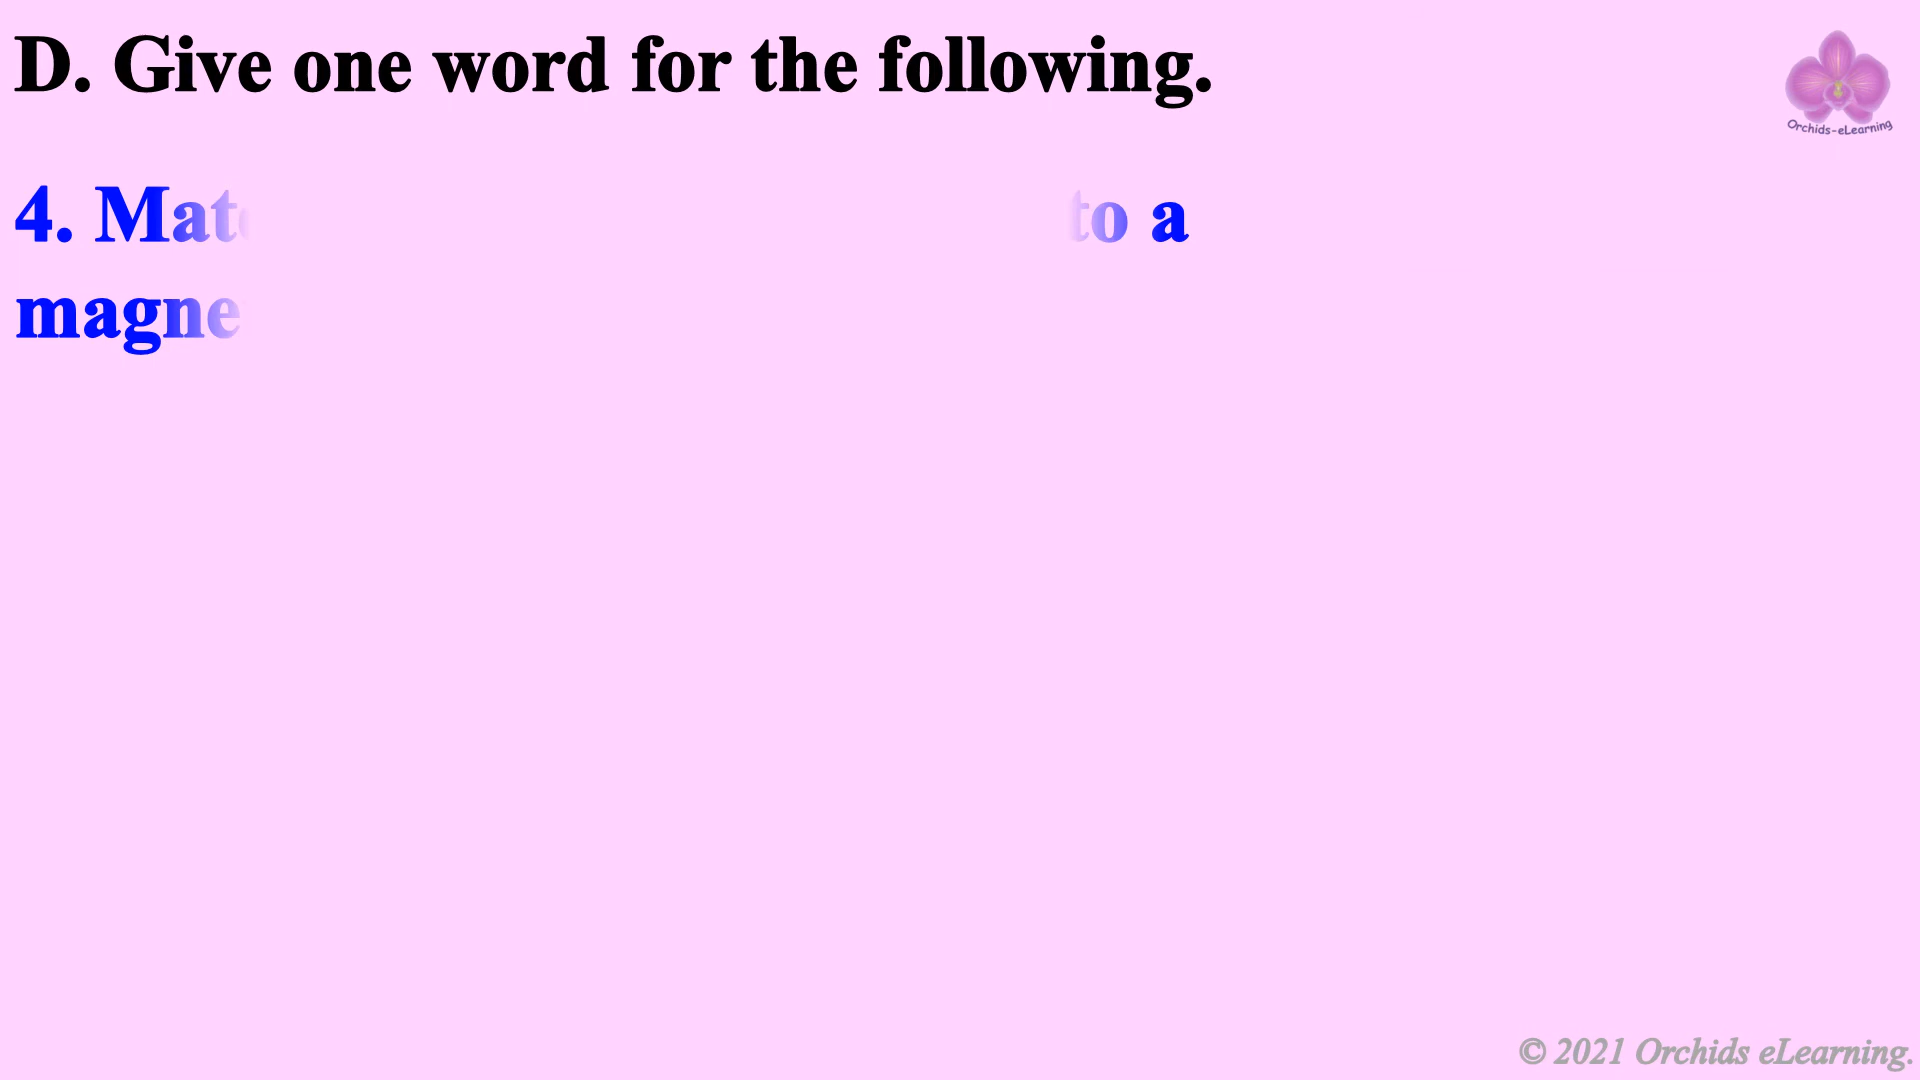 D. Give one word for the following.
Orchids-eLearning
4. Mat to a
magne
© 2021 Orchids eLearning.